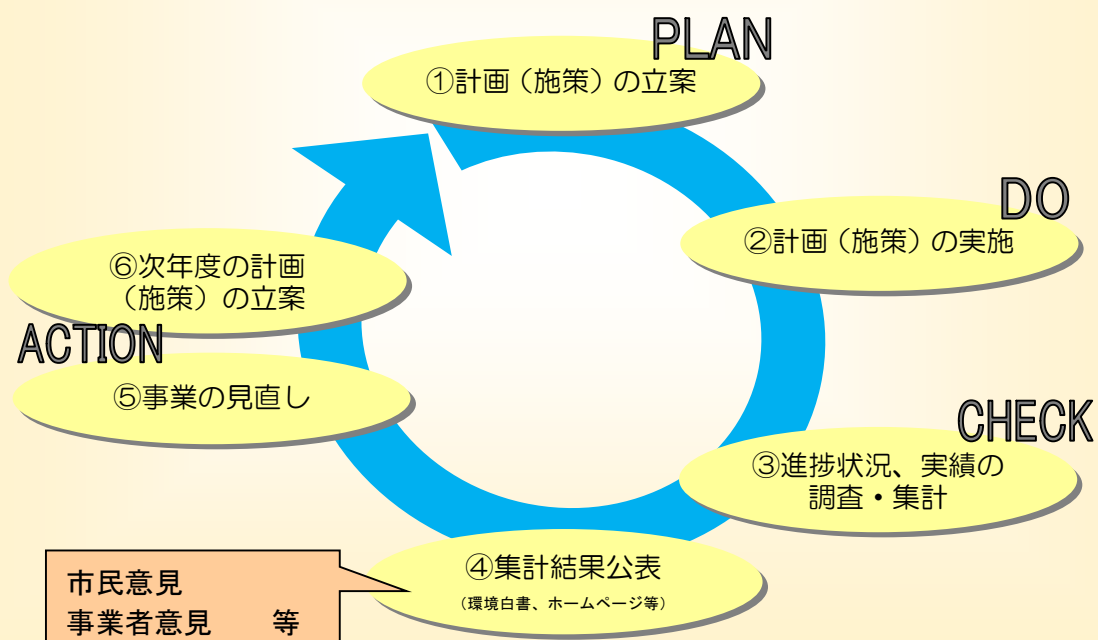 PLAN
①計画（施策）の立案
DO
②計画（施策）の実施
CHECK
③進捗状況、実績の
調査・集計
④集計結果公表
（環境白書、ホームページ等）
市民意見
事業者意見　　等
⑤事業の見直し
ACTION
⑥次年度の計画
（施策）の立案